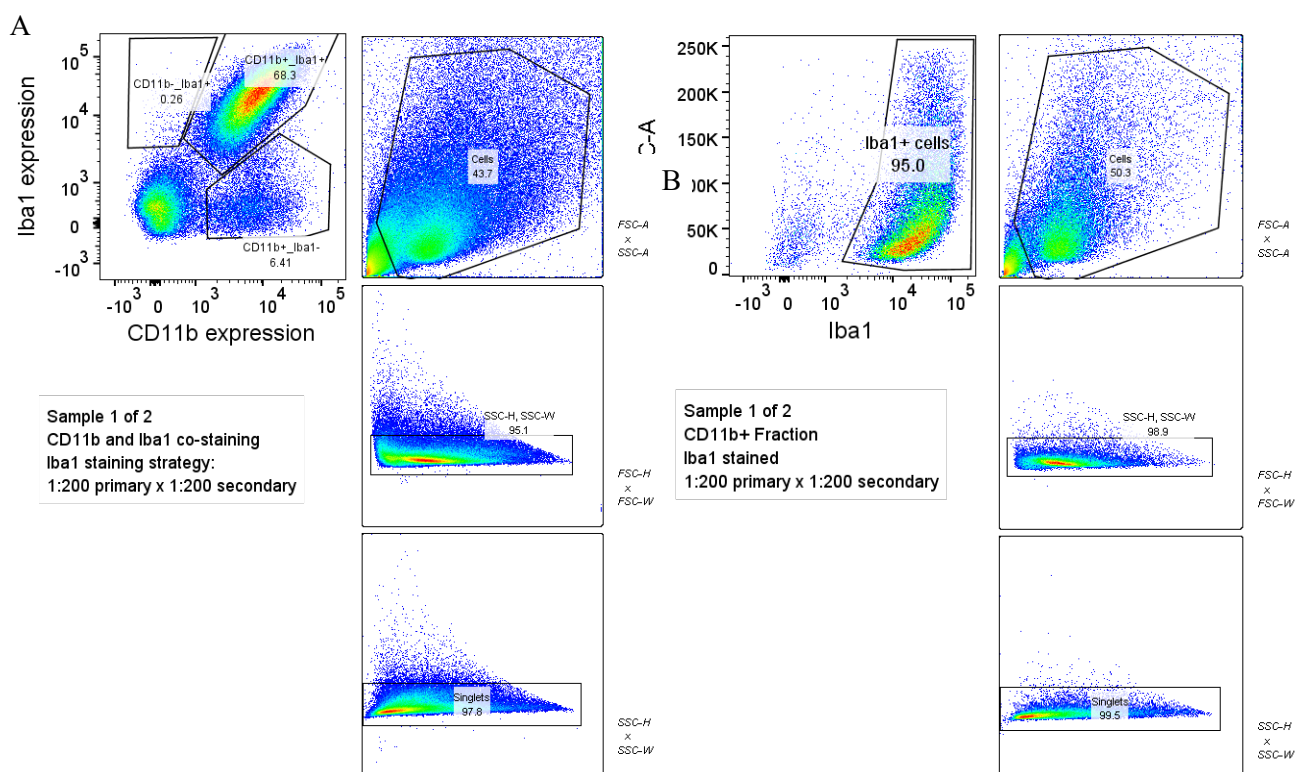 A
Iba1 expression
10^5
10^4
10^3
0
-10^3
CD11b-_Iba1+
0.26
CD11b+_Iba1+
68.3
CD11b+_Iba1-
6.41
-10^3
0
10^3
10^4
10^5
CD11b expression
Cells
43.7
FSC-A
x
SSC-A
SSC-H, SSC-W
95.1
FSC-H
x
FSC-W
Singlets
97.8
SSC-H
x
SSC-W
Sample 1 of 2
CD11b and Iba1 co-staining
Iba1 staining strategy:
1:200 primary x 1:200 secondary
B
250K
200K
150K
00K
50K
0
C-A
Iba1+ cells
95.0
-10^3
0
10^3
10^4
10^5
Iba1
Cells
50.3
FSC-A
x
SSC-A
SSC-H, SSC-W
98.9
FSC-H
x
FSC-W
Singlets
99.5
SSC-H
x
SSC-W
Sample 1 of 2
CD11b+ Fraction
Iba1 stained
1:200 primary x 1:200 secondary